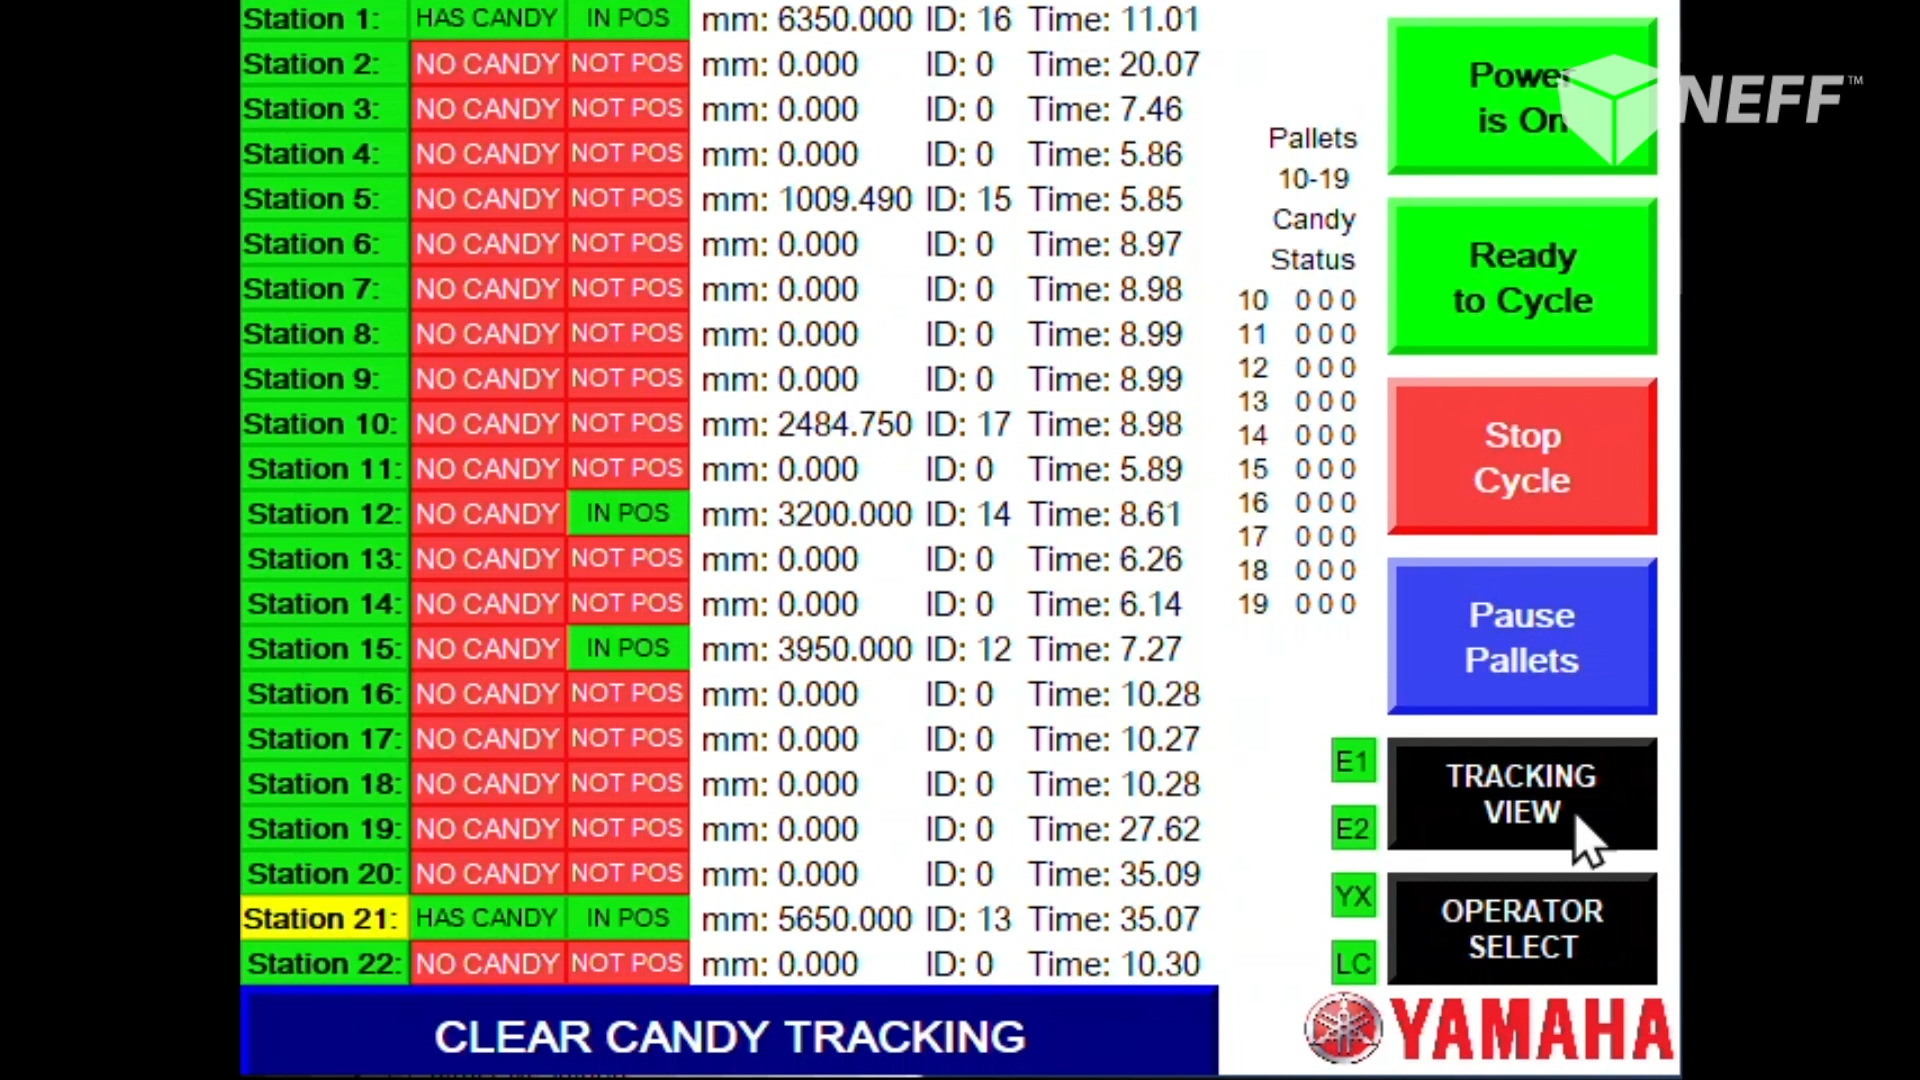 Station 1: HAS CANDY IN POS mm: 6350.000 ID: 16 Time: 11.01
Station 2: NO CANDY NOT POS mm: 0.000 ID: 0 Time: 20.07
Station 3: NO CANDY NOT POS mm: 0.000 ID: 0 Time: 7.46
Station 4: NO CANDY NOT POS mm: 0.000 ID: 0 Time: 5.86
Station 5: NO CANDY NOT POS mm: 1009.490 ID: 15 Time: 5.85
Station 6: NO CANDY NOT POS mm: 0.000 ID: 0 Time: 8.97
Station 7: NO CANDY NOT POS mm: 0.000 ID: 0 Time: 8.98
Station 8: NO CANDY NOT POS mm: 0.000 ID: 0 Time: 8.99
Station 9: NO CANDY NOT POS mm: 0.000 ID: 0 Time: 8.99
Station 10: NO CANDY NOT POS mm: 2484.750 ID: 17 Time: 8.98
Station 11: NO CANDY NOT POS mm: 0.000 ID: 0 Time: 5.89
Station 12: NO CANDY IN POS mm: 3200.000 ID: 14 Time: 8.61
Station 13: NO CANDY NOT POS mm: 0.000 ID: 0 Time: 6.26
Station 14: NO CANDY NOT POS mm: 0.000 ID: 0 Time: 6.14
Station 15: NO CANDY IN POS mm: 3950.000 ID: 12 Time: 7.27
Station 16: NO CANDY NOT POS mm: 0.000 ID: 0 Time: 10.28
Station 17: NO CANDY NOT POS mm: 0.000 ID: 0 Time: 10.27
Station 18: NO CANDY NOT POS mm: 0.000 ID: 0 Time: 10.28
Station 19: NO CANDY NOT POS mm: 0.000 ID: 0 Time: 27.62
Station 20: NO CANDY NOT POS mm: 0.000 ID: 0 Time: 35.09
Station 21: HAS CANDY IN POS mm: 5650.000 ID: 13 Time: 35.07
Station 22: NO CANDY NOT POS mm: 0.000 ID: 0 Time: 10.30
CLEAR CANDY TRACKING
Pallets
10-19
Candy
Status
10 0 0 0
11 0 0 0
12 0 0 0
13 0 0 0
14 0 0 0
15 0 0 0
16 0 0 0
17 0 0 0
18 0 0 0
19 0 0 0
E1
E2
YX
LC
Power
is On
NEFF™
Ready
to Cycle
Stop
Cycle
Pause
Pallets
TRACKING
VIEW
OPERATOR
SELECT
YAMAHA